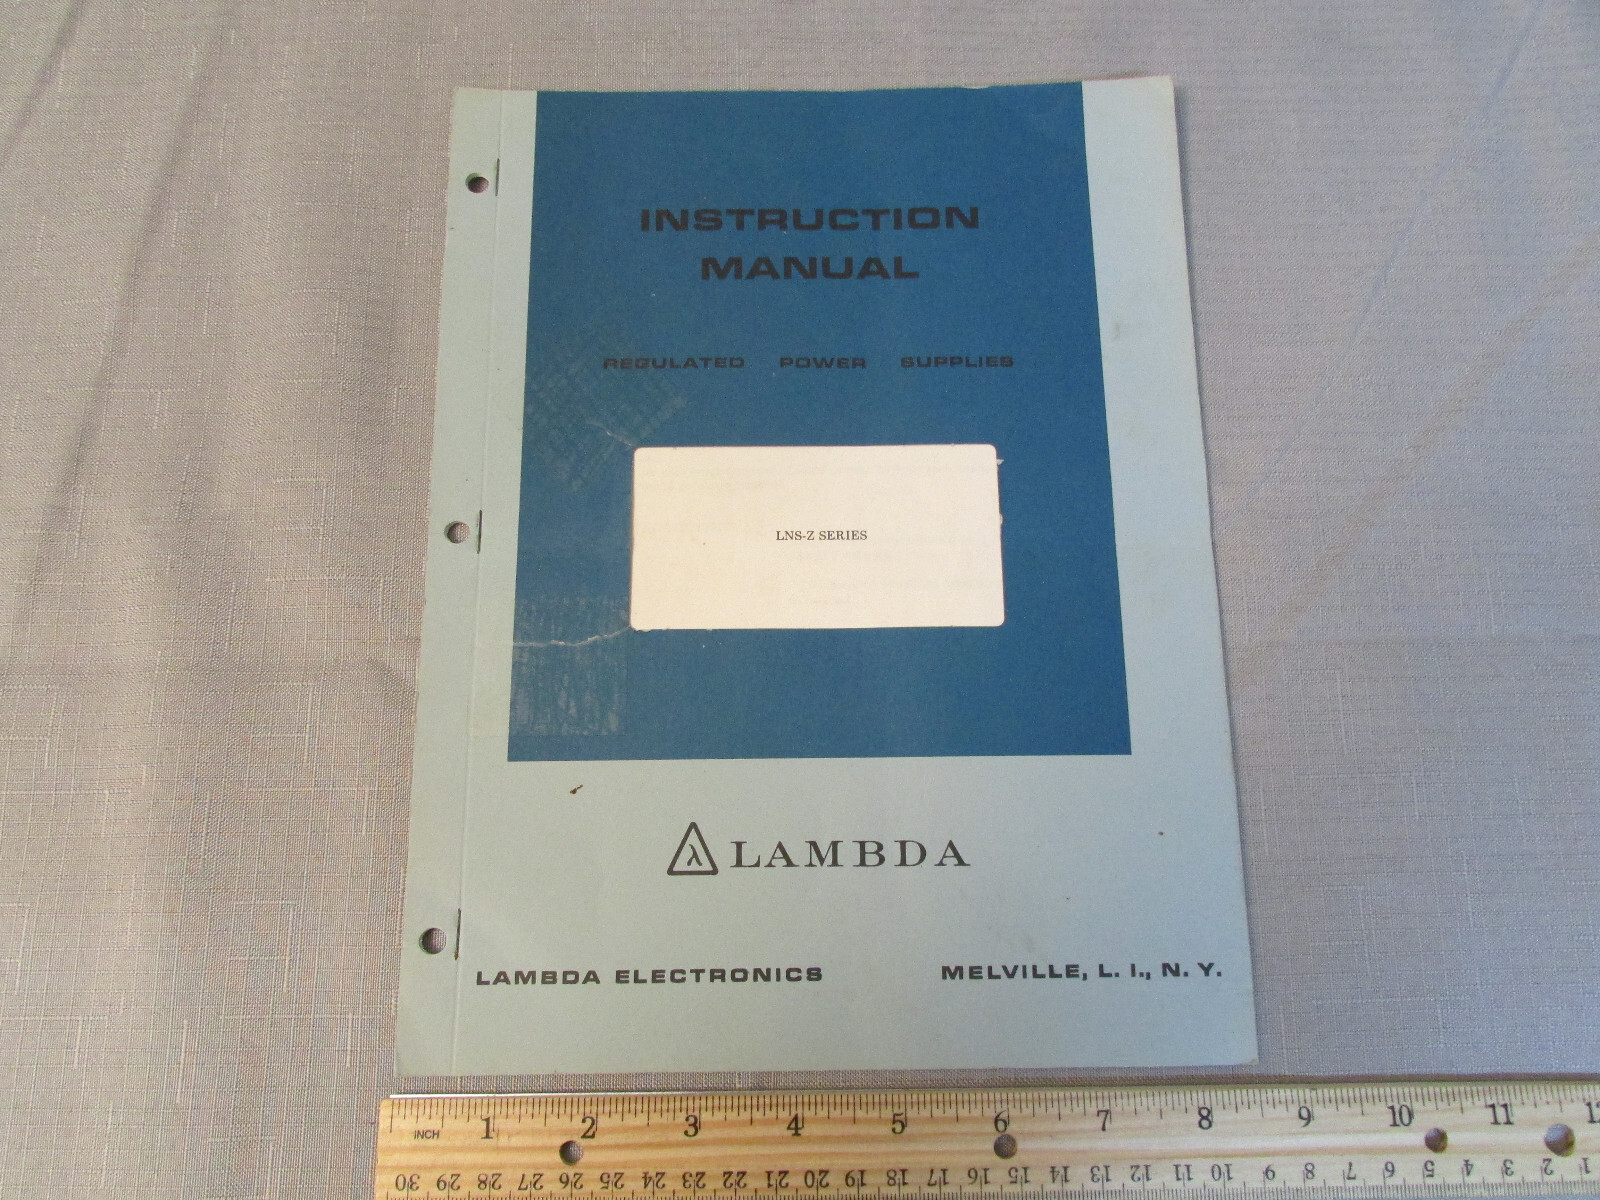 INSTRUCTION
MANUAL
REGULATED POWER SUPPLIES
LNS-Z SERIES
λ LAMBDA
LAMBDA ELECTRONICS
MELVILLE, L. I., N. Y.
INCH 1 2 3 4 5 6 7 8 9 10 11 12
30 29 28 27 26 25 24 23 22 21 20 19 18 17 16 15 14 13 12 11 10 9 8 7 6 5 4 3 2 1